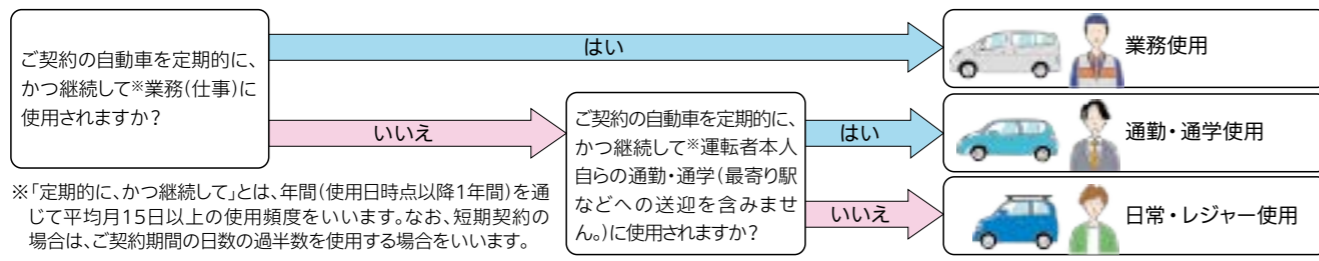 ご契約の自動車を定期的に、
かつ継続して※業務(仕事)に
使用されますか？
はい
業務使用
いいえ
ご契約の自動車を定期的に、
かつ継続して※運転者本人
自らの通勤・通学(最寄り駅
などへの送迎を含みませ
ん。)に使用されますか？
はい
通勤・通学使用
いいえ
日常・レジャー使用
※「定期的に、かつ継続して」とは、年間(使用日時点以降1年間)を通
じて平均月15日以上の使用頻度をいいます。なお、短期契約の
場合は、ご契約期間の日数の過半数を使用する場合をいいます。